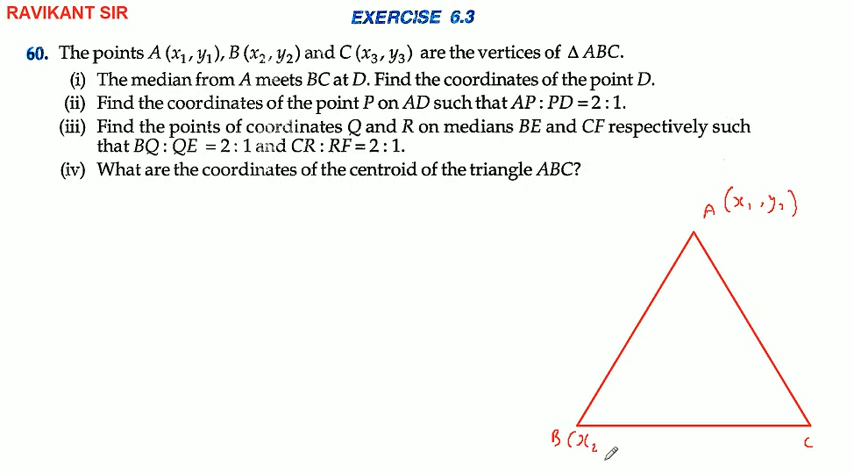 RAVIKANT SIR
EXERCISE 6.3
60. The points A (x₁, y₁), B (x₂, y₂) and C (x₃, y₃) are the vertices of Δ ABC.
(i) The median from A meets BC at D. Find the coordinates of the point D.
(ii) Find the coordinates of the point P on AD such that AP : PD = 2 : 1.
(iii) Find the points of coordinates Q and R on medians BE and CF respectively such
that BQ : QE = 2 : 1 and CR : RF = 2 : 1.
(iv) What are the coordinates of the centroid of the triangle ABC?
A (x₁, y₁)
B (x₂
C